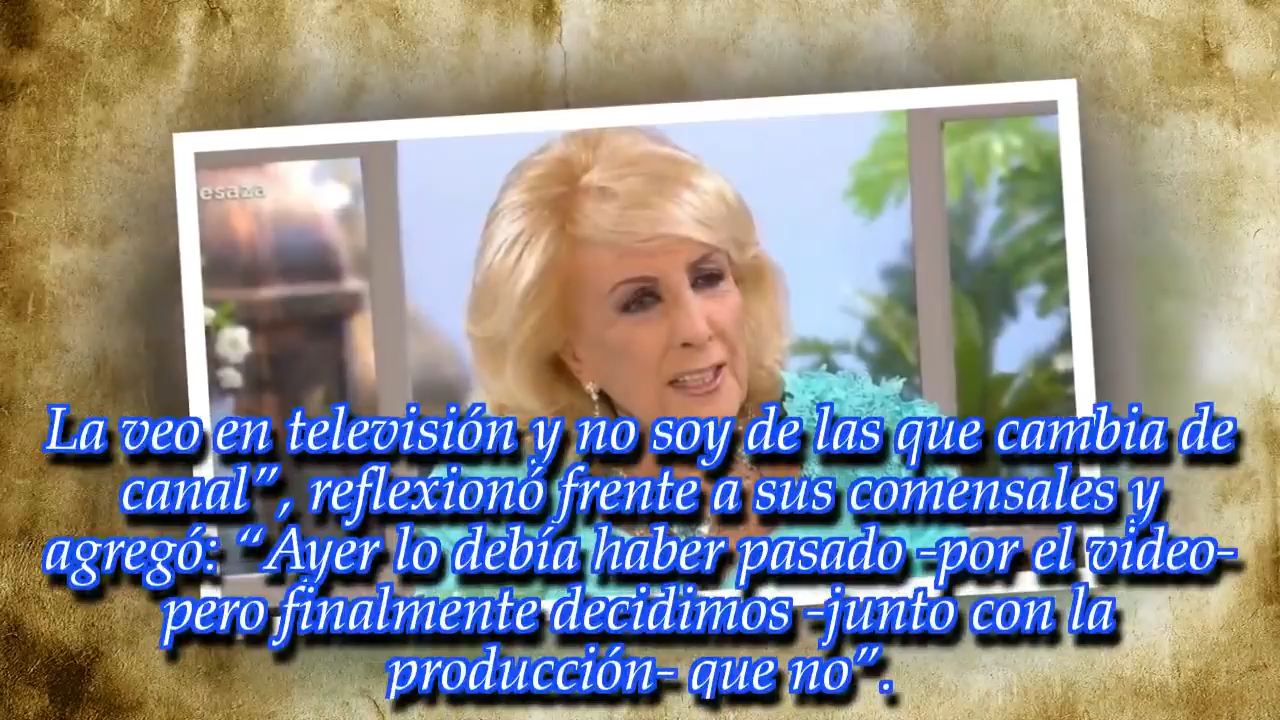 esaza
La veo en televisión y no soy de las que cambia de
canal”, reflexionó frente a sus comensales y
agregó: “Ayer lo debía haber pasado -por el video-
pero finalmente decidimos -junto con la
producción- que no”.